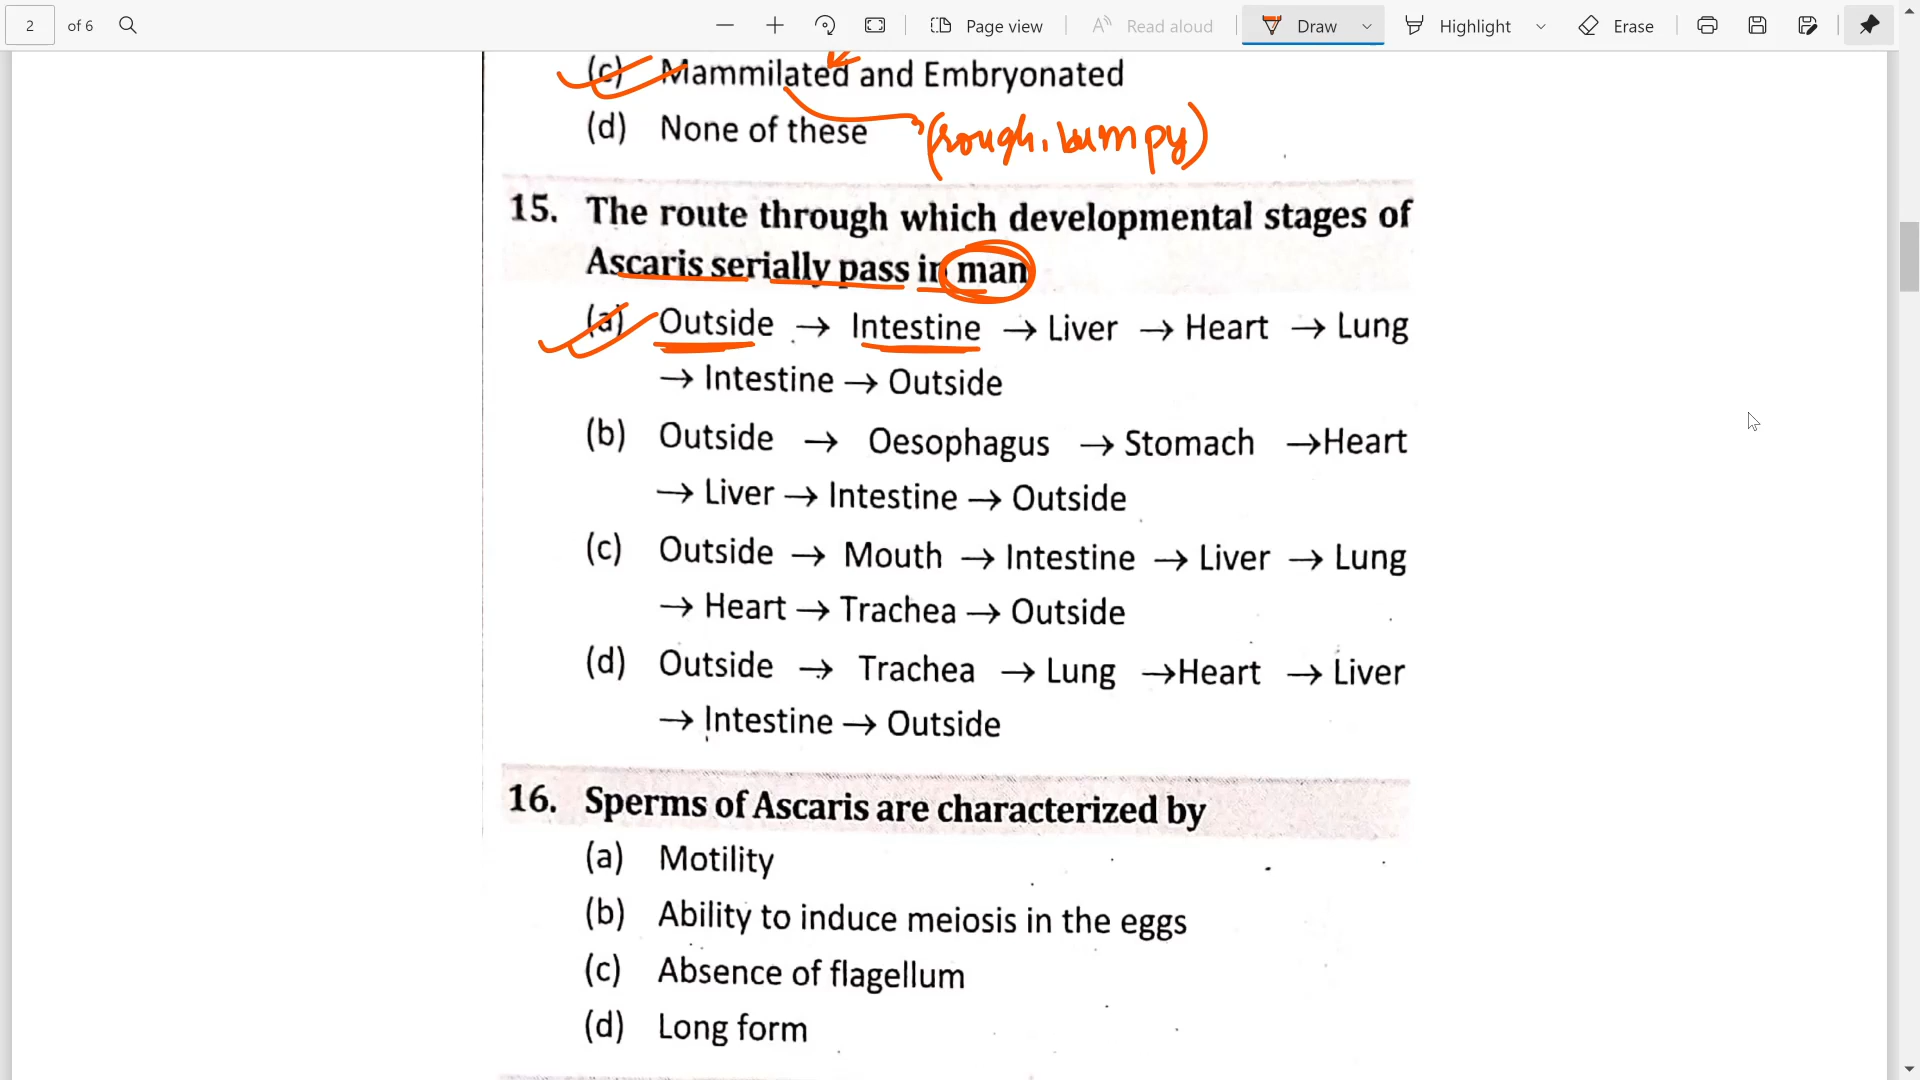 2 of 6 Page view Read aloud Draw Highlight Erase
(c) Mammilated and Embryonated
(d) None of these
(rough, bumpy)
15. The route through which developmental stages of
Ascaris serially pass in man
(a) Outside → Intestine → Liver → Heart → Lung
→ Intestine → Outside
(b) Outside → Oesophagus → Stomach →Heart
→ Liver → Intestine → Outside
(c) Outside → Mouth → Intestine → Liver → Lung
→ Heart → Trachea → Outside
(d) Outside → Trachea → Lung →Heart → Liver
→ Intestine → Outside
16. Sperms of Ascaris are characterized by
(a) Motility
(b) Ability to induce meiosis in the eggs
(c) Absence of flagellum
(d) Long form